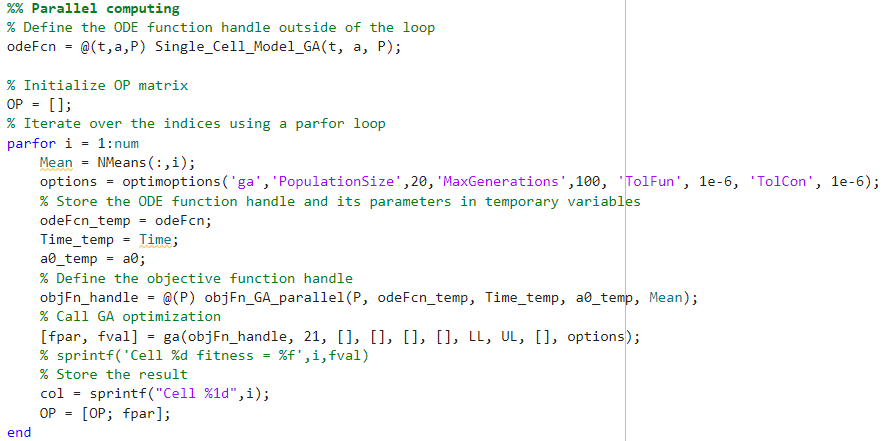 %% Parallel computing
% Define the ODE function handle outside of the loop
odeFcn = @(t,a,P) Single_Cell_Model_GA(t, a, P);
% Initialize OP matrix
OP = [];
% Iterate over the indices using a parfor loop
parfor i = 1:num
Mean = NMeans(:,i);
options = optimoptions('ga','PopulationSize',20,'MaxGenerations',100, 'TolFun', 1e-6, 'TolCon', 1e-6);
% Store the ODE function handle and its parameters in temporary variables
odeFcn_temp = odeFcn;
Time_temp = Time;
a0_temp = a0;
% Define the objective function handle
objFn_handle = @(P) objFn_GA_parallel(P, odeFcn_temp, Time_temp, a0_temp, Mean);
% Call GA optimization
[fpar, fval] = ga(objFn_handle, 21, [], [], [], [], LL, UL, [], options);
% sprintf('Cell %d fitness = %f',i,fval)
% Store the result
col = sprintf("Cell %1d",i);
OP = [OP; fpar];
end